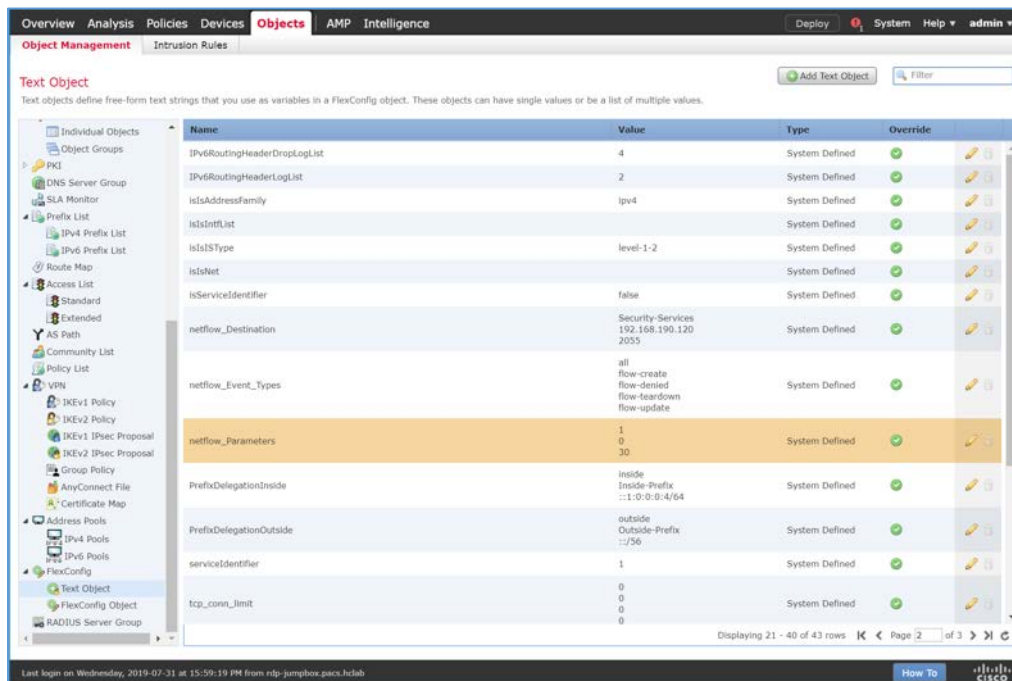 Overview Analysis Policies Devices Objects AMP Intelligence Deploy 1 System Help admin
Object Management Intrusion Rules
Text Object
Add Text Object
Filter
Text objects define free-form text strings that you use as variables in a FlexConfig object. These objects can have single values or be a list of multiple values.
Individual Objects
Object Groups
PKI
DNS Server Group
SLA Monitor
Prefix List
IPv4 Prefix List
IPv6 Prefix List
Route Map
Access List
Standard
Extended
AS Path
Community List
Policy List
VPN
IKEv1 Policy
IKEv2 Policy
IKEv1 IPsec Proposal
IKEv2 IPsec Proposal
Group Policy
AnyConnect File
Certificate Map
Address Pools
IPv4 Pools
IPv6 Pools
FlexConfig
Text Object
FlexConfig Object
RADIUS Server Group
Name Value Type Override
IPv6RoutingHeaderDropLogList 4 System Defined
IPv6RoutingHeaderLogList 2 System Defined
isIsAddressFamily ipv4 System Defined
isIsIntfList System Defined
isIsISType level-1-2 System Defined
isIsNet System Defined
isServiceIdentifier false System Defined
netflow_Destination Security-Services System Defined
192.168.190.120
2055
netflow_Event_Types all System Defined
flow-create
flow-denied
flow-teardown
flow-update
netflow_Parameters 1 System Defined
0
30
PrefixDelegationInside inside System Defined
Inside-Prefix
::1:0:0:0:4/64
PrefixDelegationOutside outside System Defined
Outside-Prefix
::/56
serviceIdentifier 1 System Defined
tcp_conn_limit 0 System Defined
0
0
0
Displaying 21 - 40 of 43 rows Page 2 of 3
Last login on Wednesday, 2019-07-31 at 15:59:19 PM from rdp-jumpbox.pacs.hclab
How To
CISCO